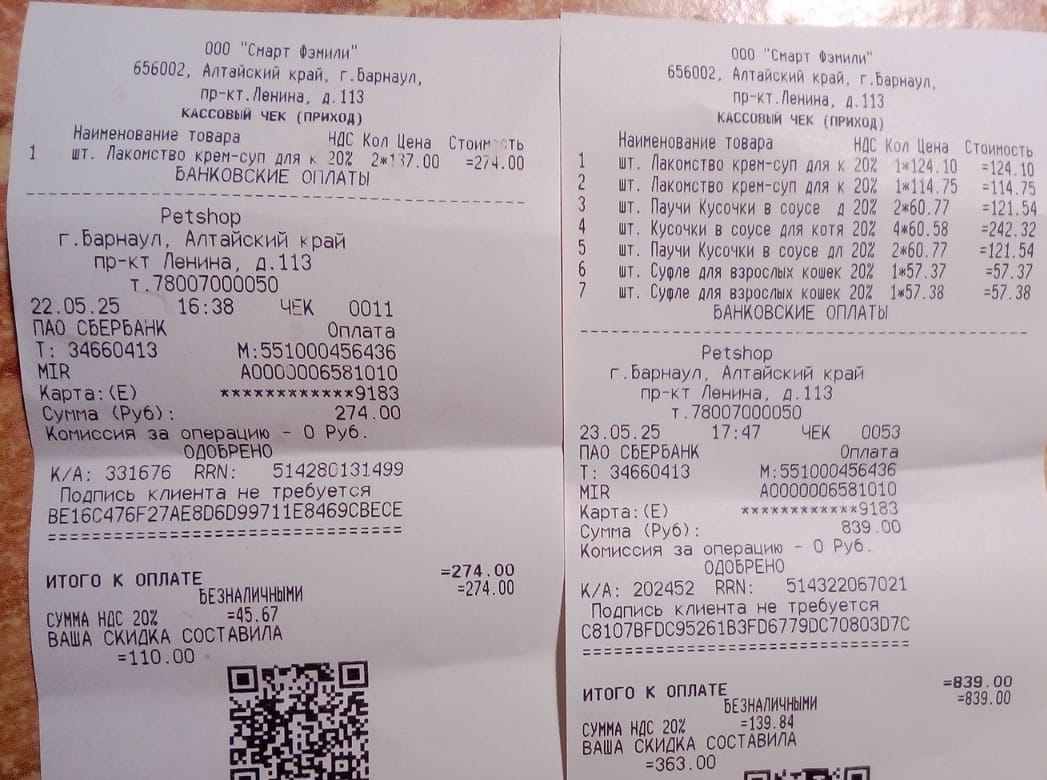 ООО "Смарт Фэмили"
656002, Алтайский край, г.Барнаул,
пр-кт.Ленина, д.113
КАССОВЫЙ ЧЕК (ПРИХОД)
Наименование товара НДС Кол Цена Стоимость
1 шт. Лакомство крем-суп для к 20% 2*137.00 =274.00
БАНКОВСКИЕ ОПЛАТЫ
Petshop
г.Барнаул, Алтайский край
пр-кт Ленина, д.113
т.78007000050
22.05.25 16:38 ЧЕК 0011
ПАО СБЕРБАНК Оплата
Т: 34660413 М:551000456436
MIR A0000006581010
Карта:(E) ************9183
Сумма (Руб): 274.00
Комиссия за операцию - 0 Руб.
ОДОБРЕНО
К/А: 331676 RRN: 514280131499
Подпись клиента не требуется
BE16C476F27AE8D6D99711E8469CBECE
================================
ИТОГО К ОПЛАТЕ =274.00
БЕЗНАЛИЧНЫМИ =274.00
СУММА НДС 20% =45.67
ВАША СКИДКА СОСТАВИЛА
=110.00
ООО "Смарт Фэмили"
656002, Алтайский край, г.Барнаул,
пр-кт.Ленина, д.113
КАССОВЫЙ ЧЕК (ПРИХОД)
Наименование товара НДС Кол Цена Стоимость
1 шт. Лакомство крем-суп для к 20% 1*124.10 =124.10
2 шт. Лакомство крем-суп для к 20% 1*114.75 =114.75
3 шт. Паучи Кусочки в соусе д 20% 2*60.77 =121.54
4 шт. Кусочки в соусе для котя 20% 4*60.58 =242.32
5 шт. Паучи Кусочки в соусе дл 20% 2*60.77 =121.54
6 шт. Суфле для взрослых кошек 20% 1*57.37 =57.37
7 шт. Суфле для взрослых кошек 20% 1*57.38 =57.38
БАНКОВСКИЕ ОПЛАТЫ
Petshop
г.Барнаул, Алтайский край
пр-кт Ленина, д.113
т.78007000050
23.05.25 17:47 ЧЕК 0053
ПАО СБЕРБАНК Оплата
Т: 34660413 М:551000456436
MIR A0000006581010
Карта:(E) ************9183
Сумма (Руб): 839.00
Комиссия за операцию - 0 Руб.
ОДОБРЕНО
К/А: 202452 RRN: 514322067021
Подпись клиента не требуется
C8107BFDC95261B3FD6779DC70803D7C
================================
ИТОГО К ОПЛАТЕ =839.00
БЕЗНАЛИЧНЫМИ =839.00
СУММА НДС 20% =139.84
ВАША СКИДКА СОСТАВИЛА
=363.00